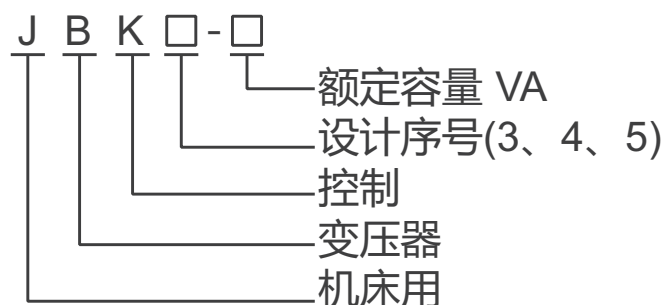 J B K □-□
额定容量 VA
设计序号(3、4、5)
控制
变压器
机床用